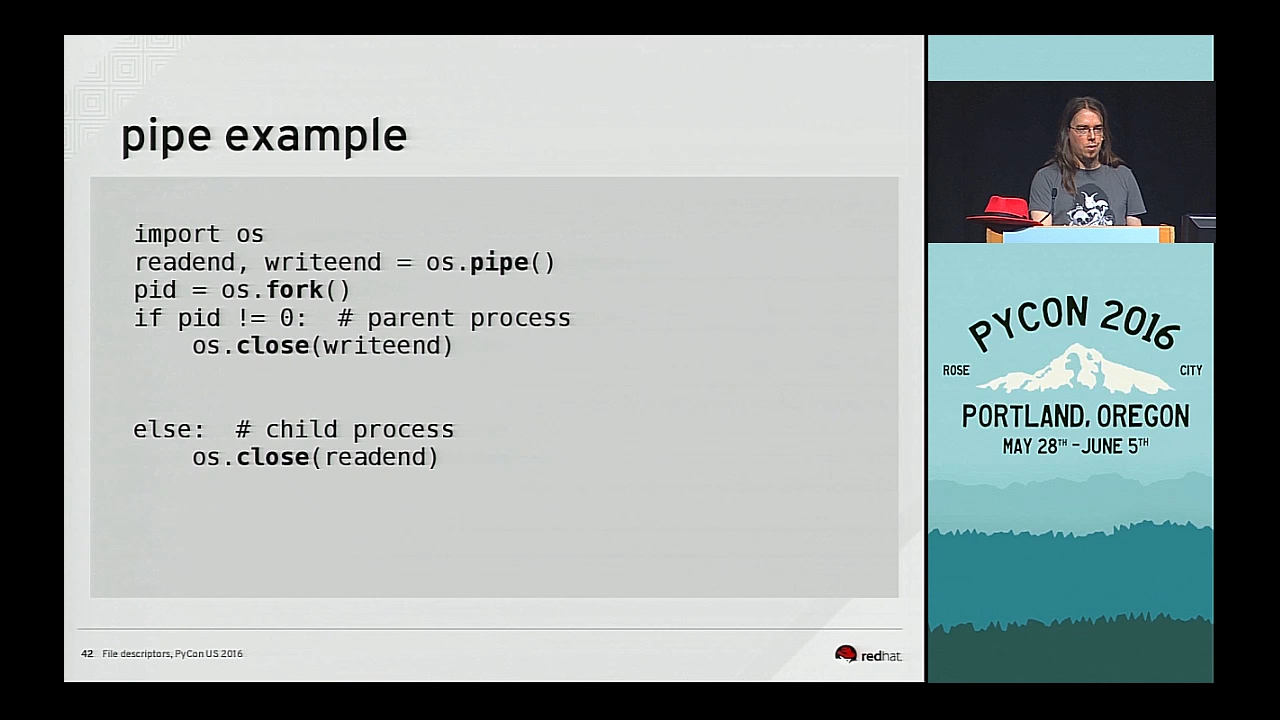 pipe example
import os
readend, writeend = os.pipe()
pid = os.fork()
if pid != 0:  # parent process
    os.close(writeend)
else:  # child process
    os.close(readend)
42 File descriptors, PyCon US 2016
redhat.
PYCON 2016
ROSE CITY
PORTLAND, OREGON
MAY 28TH - JUNE 5TH